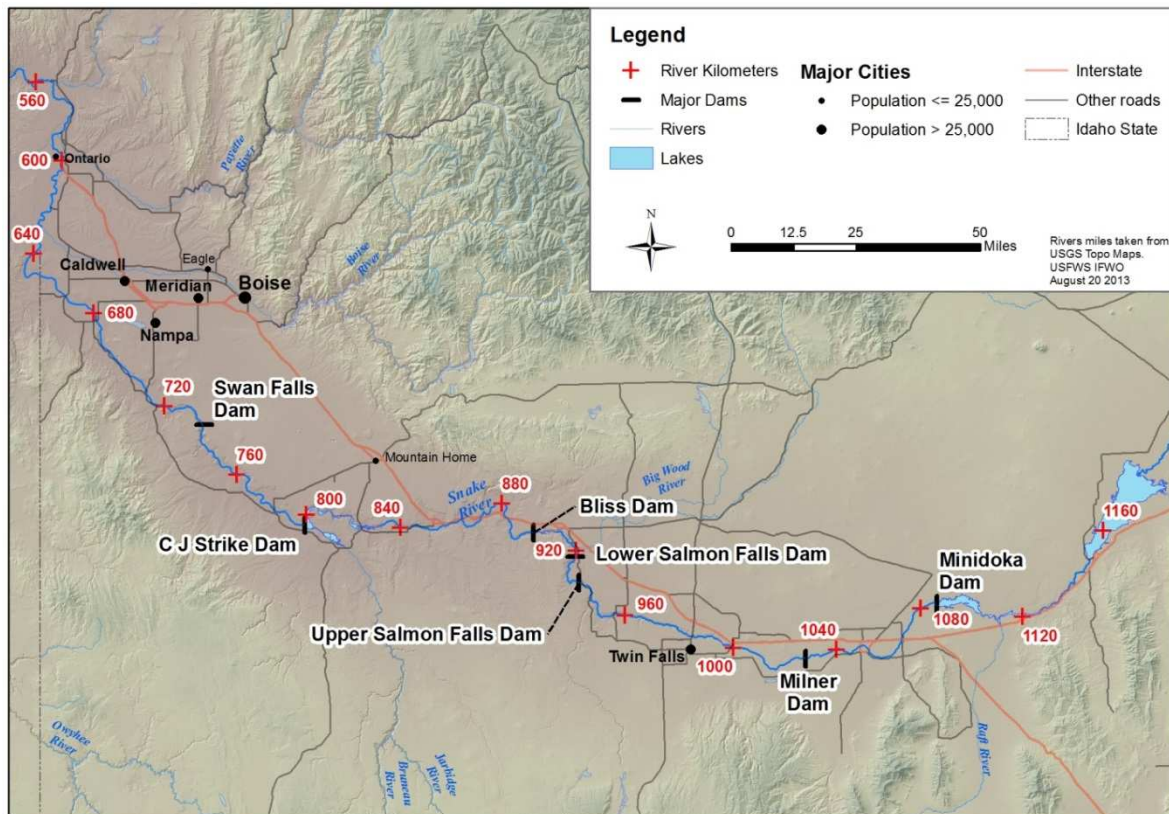 Legend
River Kilometers
Major Dams
Rivers
Lakes
Major Cities
Population <= 25,000
Population > 25,000
Interstate
Other roads
Idaho State
N
0 12.5 25 50
Miles
Rivers miles taken from
USGS Topo Maps.
USFWS IFWO
August 20 2013
560
600
Ontario
Payette
River
640
Caldwell
Eagle
Meridian
Boise
Boise
River
680
Nampa
720
Swan Falls
Dam
760
Mountain Home
800
840
Snake
River
880
Big Wood
River
Bliss Dam
C J Strike Dam
920
Lower Salmon Falls Dam
1160
Minidoka
Dam
960
1080
Upper Salmon Falls Dam
1120
Twin Falls
1000
1040
Milner
Dam
Owyhee
River
Bruneau
River
Jarbidge
River
Raft River